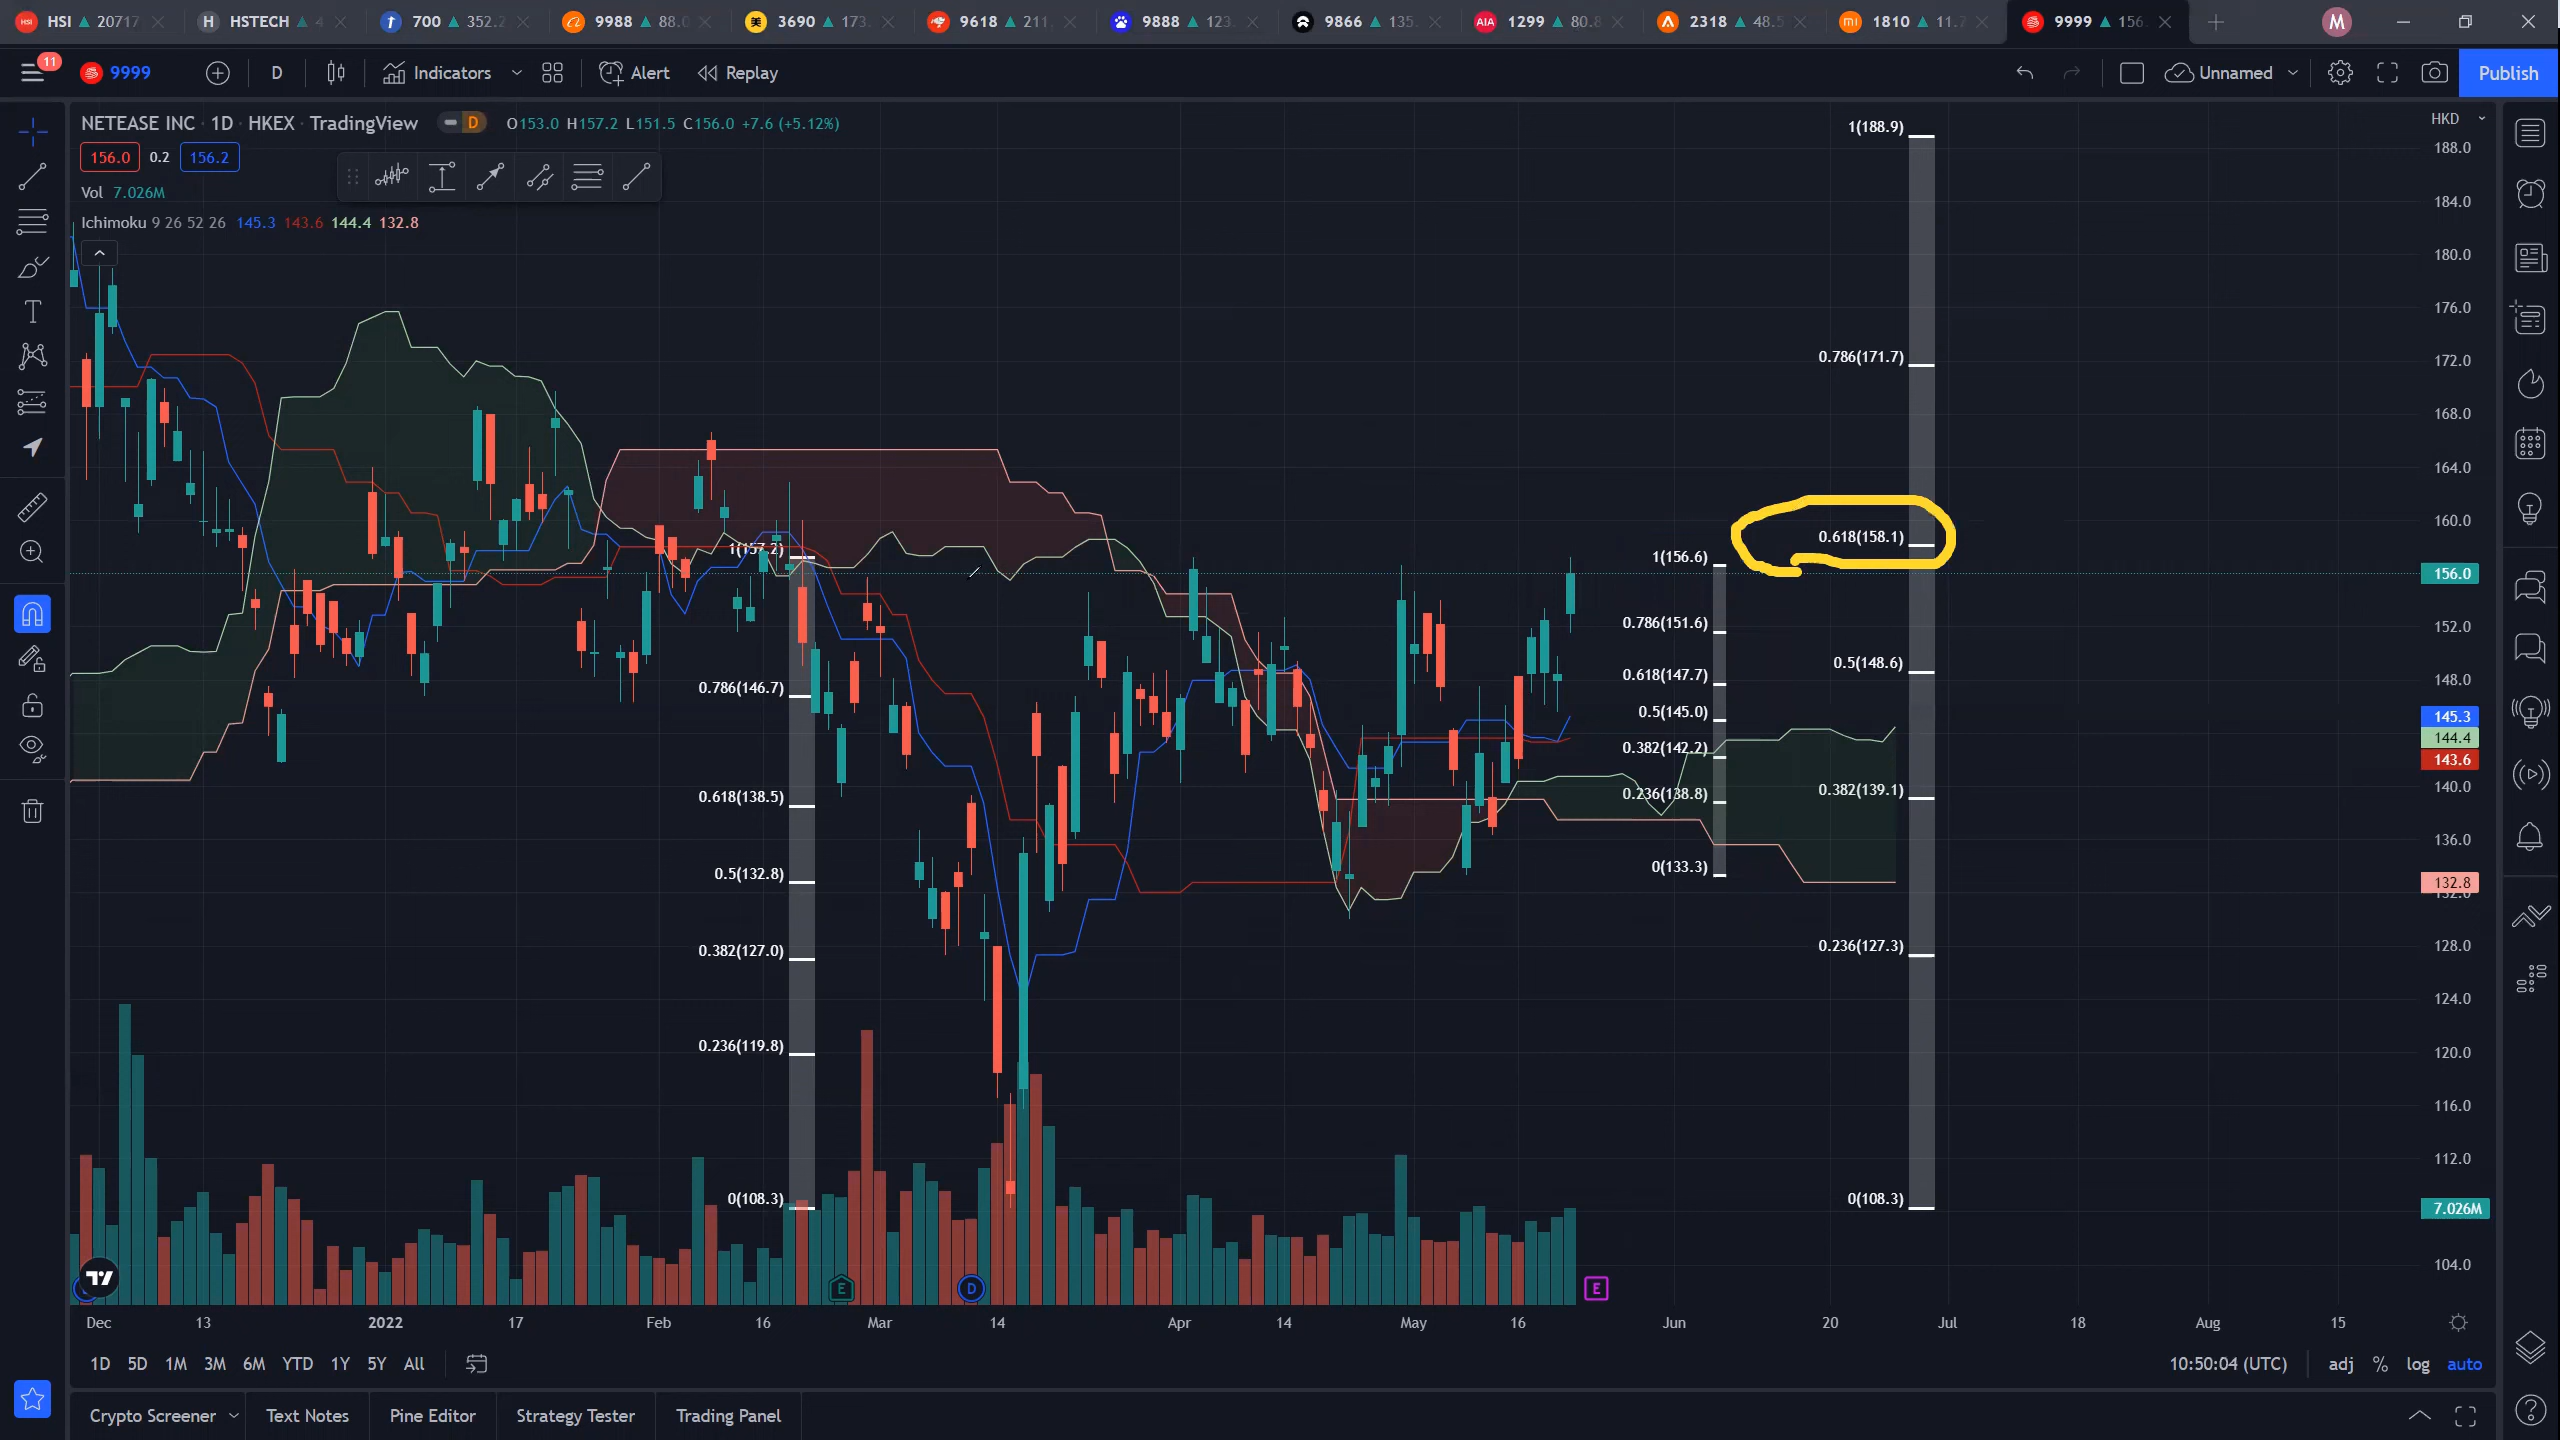 HSI ▲ 20717
HSTECH ▲ 4
700 ▲ 352.2
9988 ▲ 88.0
3690 ▲ 173.
9618 ▲ 211.
9888 ▲ 123.
9866 ▲ 135.
AIA 1299 ▲ 80.8
2318 ▲ 48.5
1810 ▲ 11.7
9999 ▲ 156.
M
11
9999
D
Indicators
Alert
Replay
Unnamed
Publish
NETEASE INC · 1D · HKEX · TradingView
D
O153.0 H157.2 L151.5 C156.0 +7.6 (+5.12%)
156.0 0.2 156.2
Vol 7.026M
Ichimoku 9 26 52 26 145.3 143.6 144.4 132.8
HKD
188.0
184.0
180.0
176.0
172.0
168.0
164.0
160.0
156.0
152.0
148.0
145.3
144.4
143.6
140.0
136.0
132.8
132.0
128.0
124.0
120.0
116.0
112.0
7.026M
104.0
1(157.2)
0.786(146.7)
0.618(138.5)
0.5(132.8)
0.382(127.0)
0.236(119.8)
0(108.3)
1(156.6)
0.786(151.6)
0.618(147.7)
0.5(145.0)
0.382(142.2)
0.236(138.8)
0(133.3)
1(188.9)
0.786(171.7)
0.618(158.1)
0.5(148.6)
0.382(139.1)
0.236(127.3)
0(108.3)
E
D
E
Dec 13 2022 17 Feb 16 Mar 14 Apr 14 May 16 Jun 20 Jul 18 Aug 15
1D 5D 1M 3M 6M YTD 1Y 5Y All
10:50:04 (UTC) adj % log auto
Crypto Screener
Text Notes
Pine Editor
Strategy Tester
Trading Panel